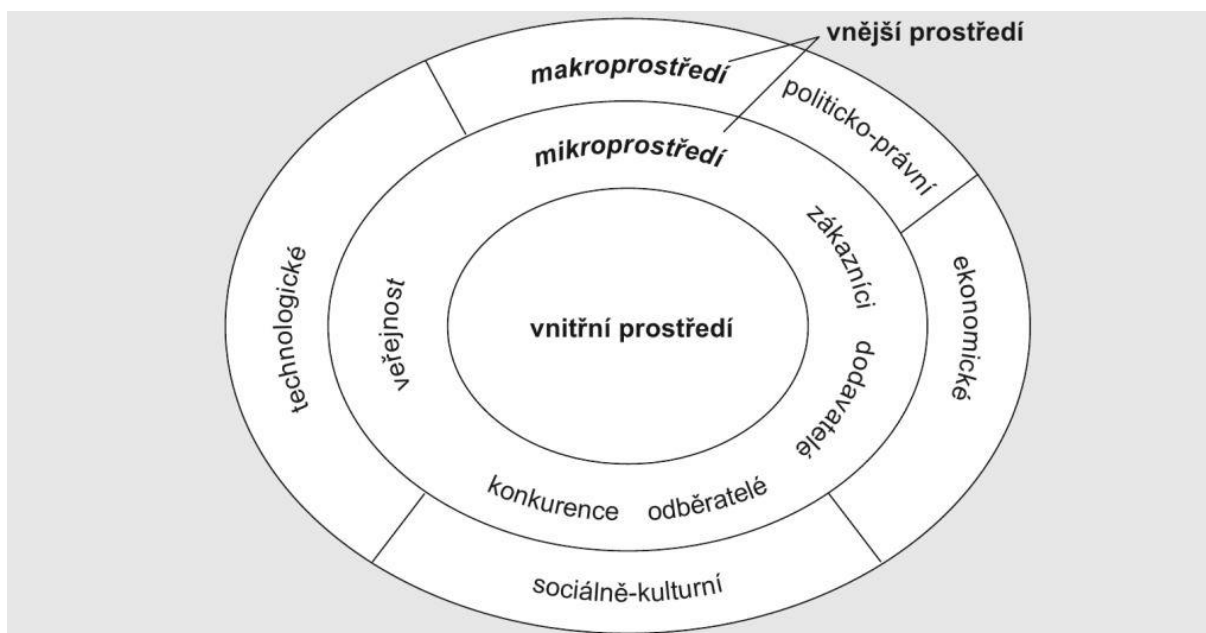 vnější prostředí
makroprostředí
politicko-právní
mikroprostředí
zákazníci
technologické
veřejnost
vnitřní prostředí
ekonomické
dodavatelé
konkurence odběratelé
sociálně-kulturní